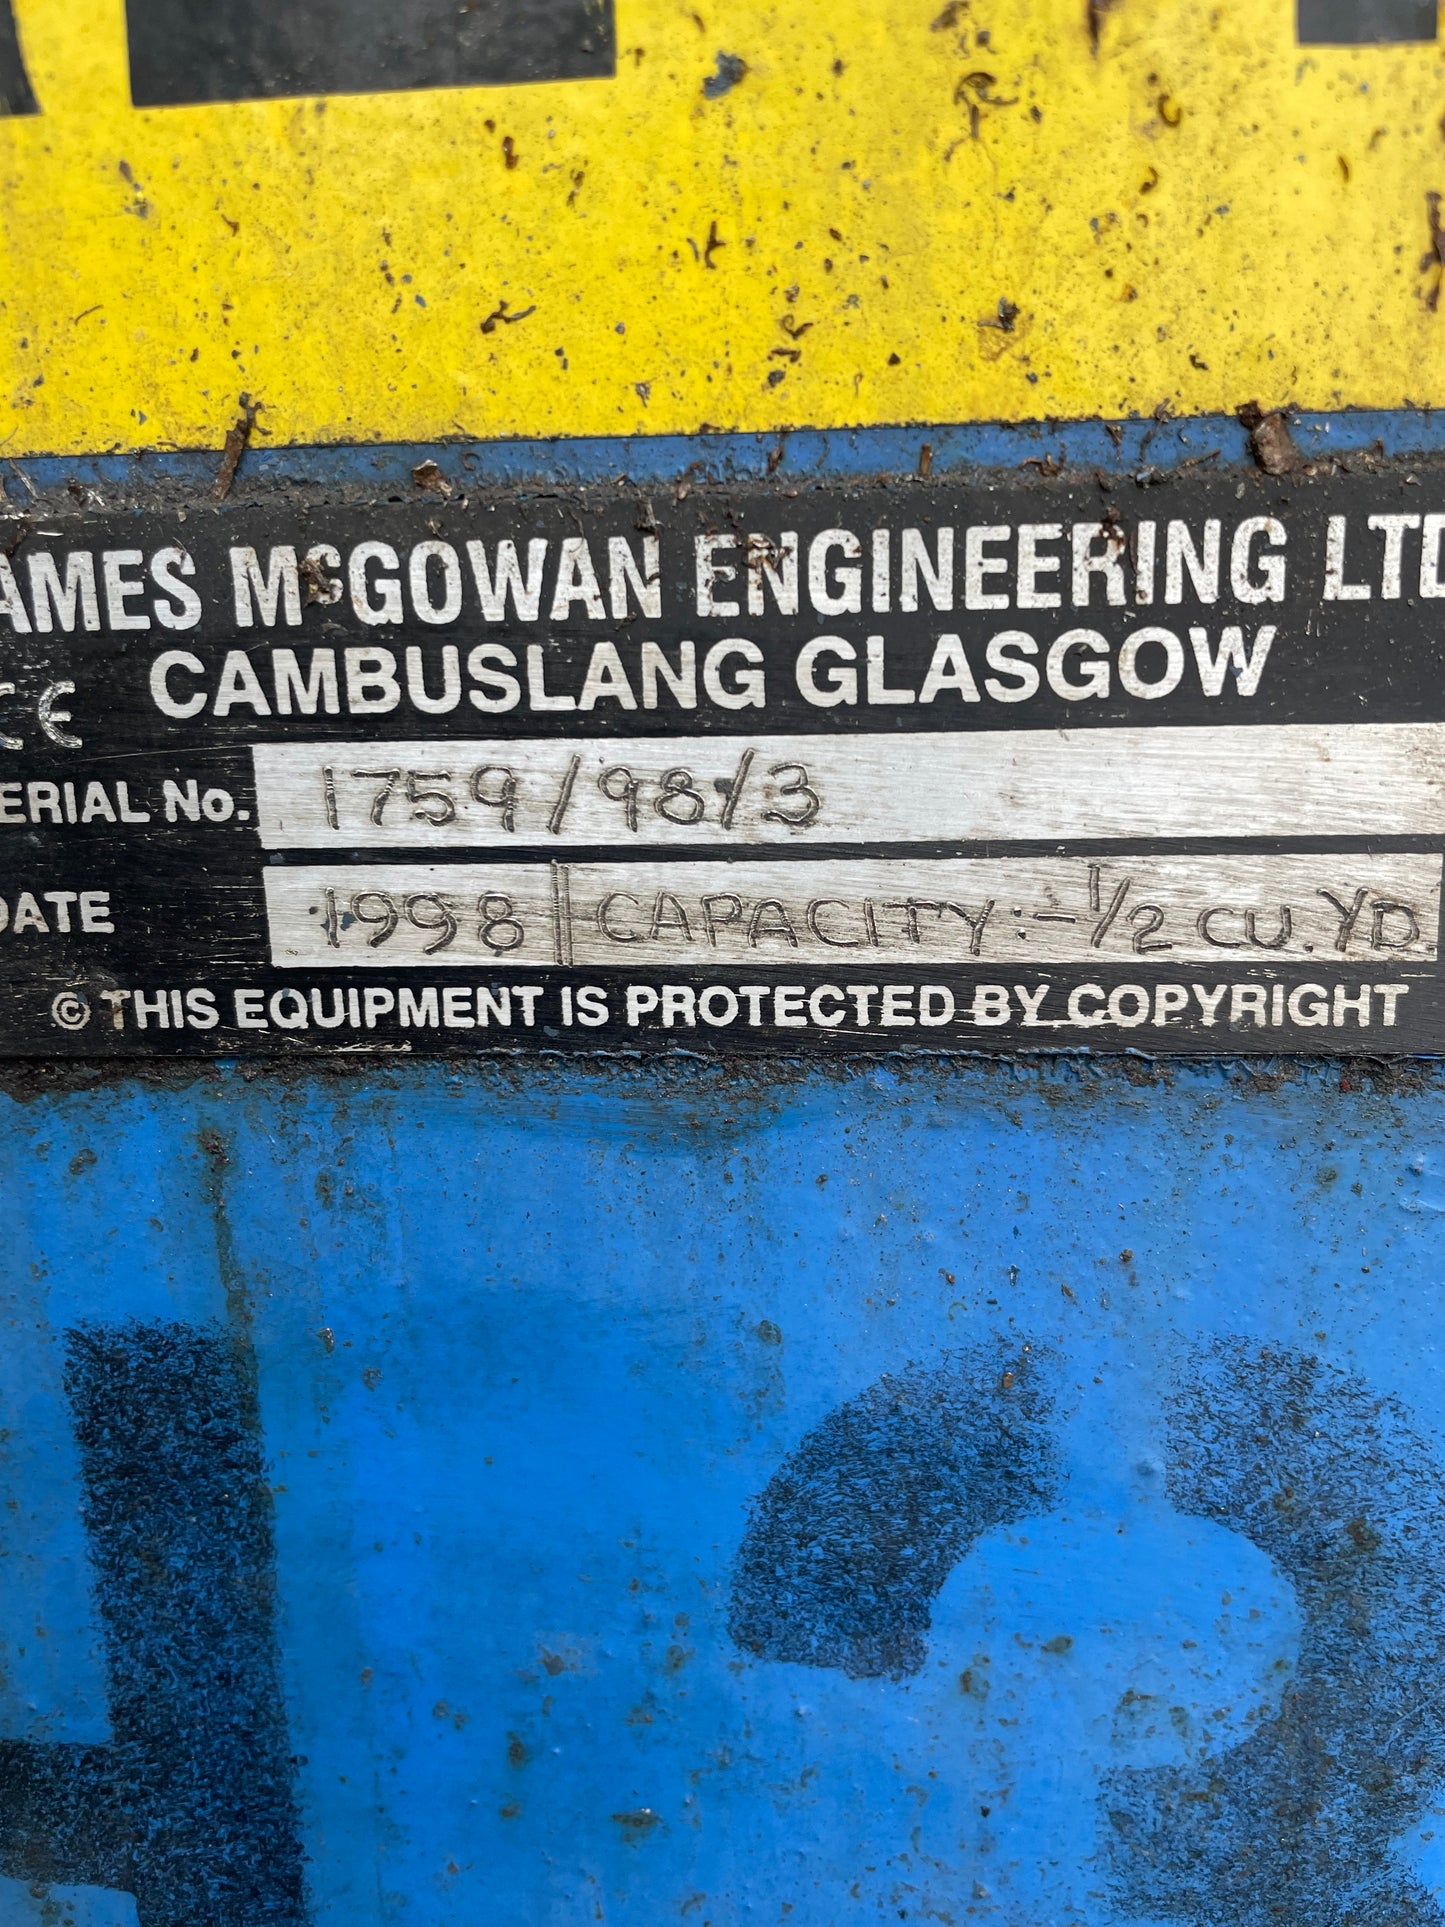 AMES McGOWAN ENGINEERING LTD
CAMBUSLANG GLASGOW
CE
ERIAL No. 1759/98/3
DATE 1998 || CAPACITY:- 1/2 CU. YD.
© THIS EQUIPMENT IS PROTECTED BY COPYRIGHT